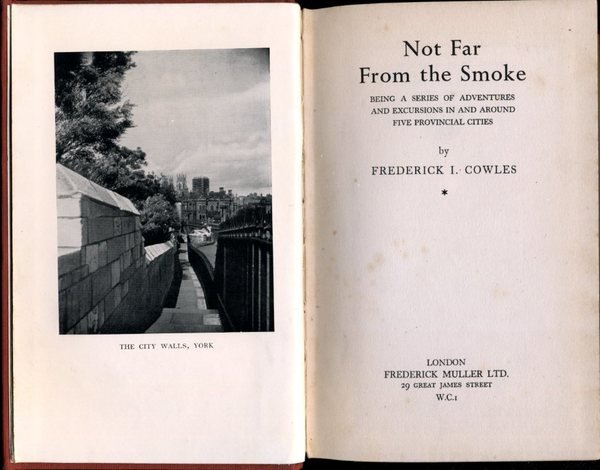 THE CITY WALLS, YORK
Not Far
From the Smoke
BEING A SERIES OF ADVENTURES
AND EXCURSIONS IN AND AROUND
FIVE PROVINCIAL CITIES
by
FREDERICK I. COWLES
*
LONDON
FREDERICK MULLER LTD.
29 GREAT JAMES STREET
W.C.1